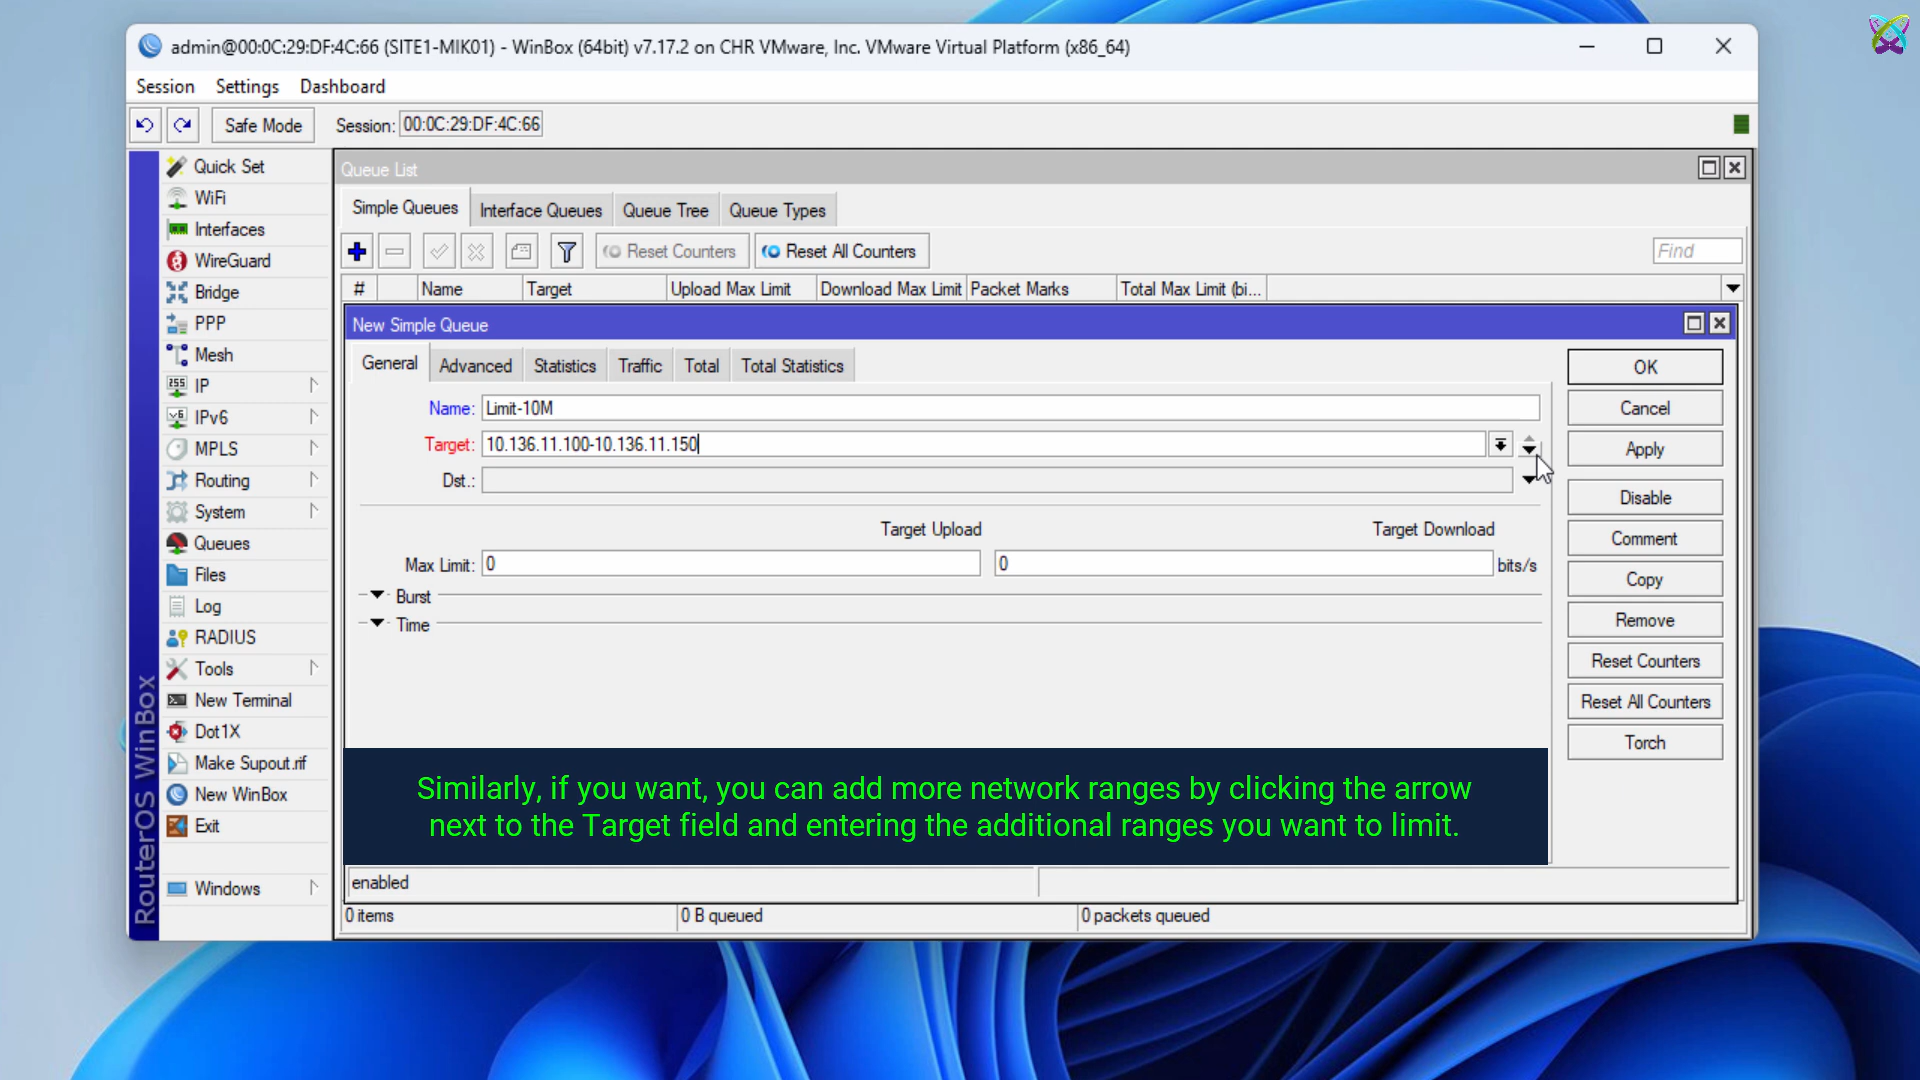 admin@00:0C:29:DF:4C:66 (SITE1-MIK01) - WinBox (64bit) v7.17.2 on CHR VMware, Inc. VMware Virtual Platform (x86_64)
Session Settings Dashboard
Safe Mode Session: 00:0C:29:DF:4C:66
Quick Set
WiFi
Interfaces
WireGuard
Bridge
PPP
Mesh
IP
IPv6
MPLS
Routing
System
Queues
Files
Log
RADIUS
Tools
New Terminal
Dot1X
Make Supout.rif
New WinBox
Exit
Windows
RouterOS WinBox
Queue List
Simple Queues Interface Queues Queue Tree Queue Types
Reset Counters Reset All Counters Find
# Name Target Upload Max Limit Download Max Limit Packet Marks Total Max Limit (bi...
New Simple Queue
General Advanced Statistics Traffic Total Total Statistics
Name: Limit-10M
Target: 10.136.11.100-10.136.11.150
Dst.:
Target Upload Target Download
Max Limit: 0 0 bits/s
Burst
Time
OK
Cancel
Apply
Disable
Comment
Copy
Remove
Reset Counters
Reset All Counters
Torch
Similarly, if you want, you can add more network ranges by clicking the arrow
next to the Target field and entering the additional ranges you want to limit.
enabled
0 items 0 B queued 0 packets queued